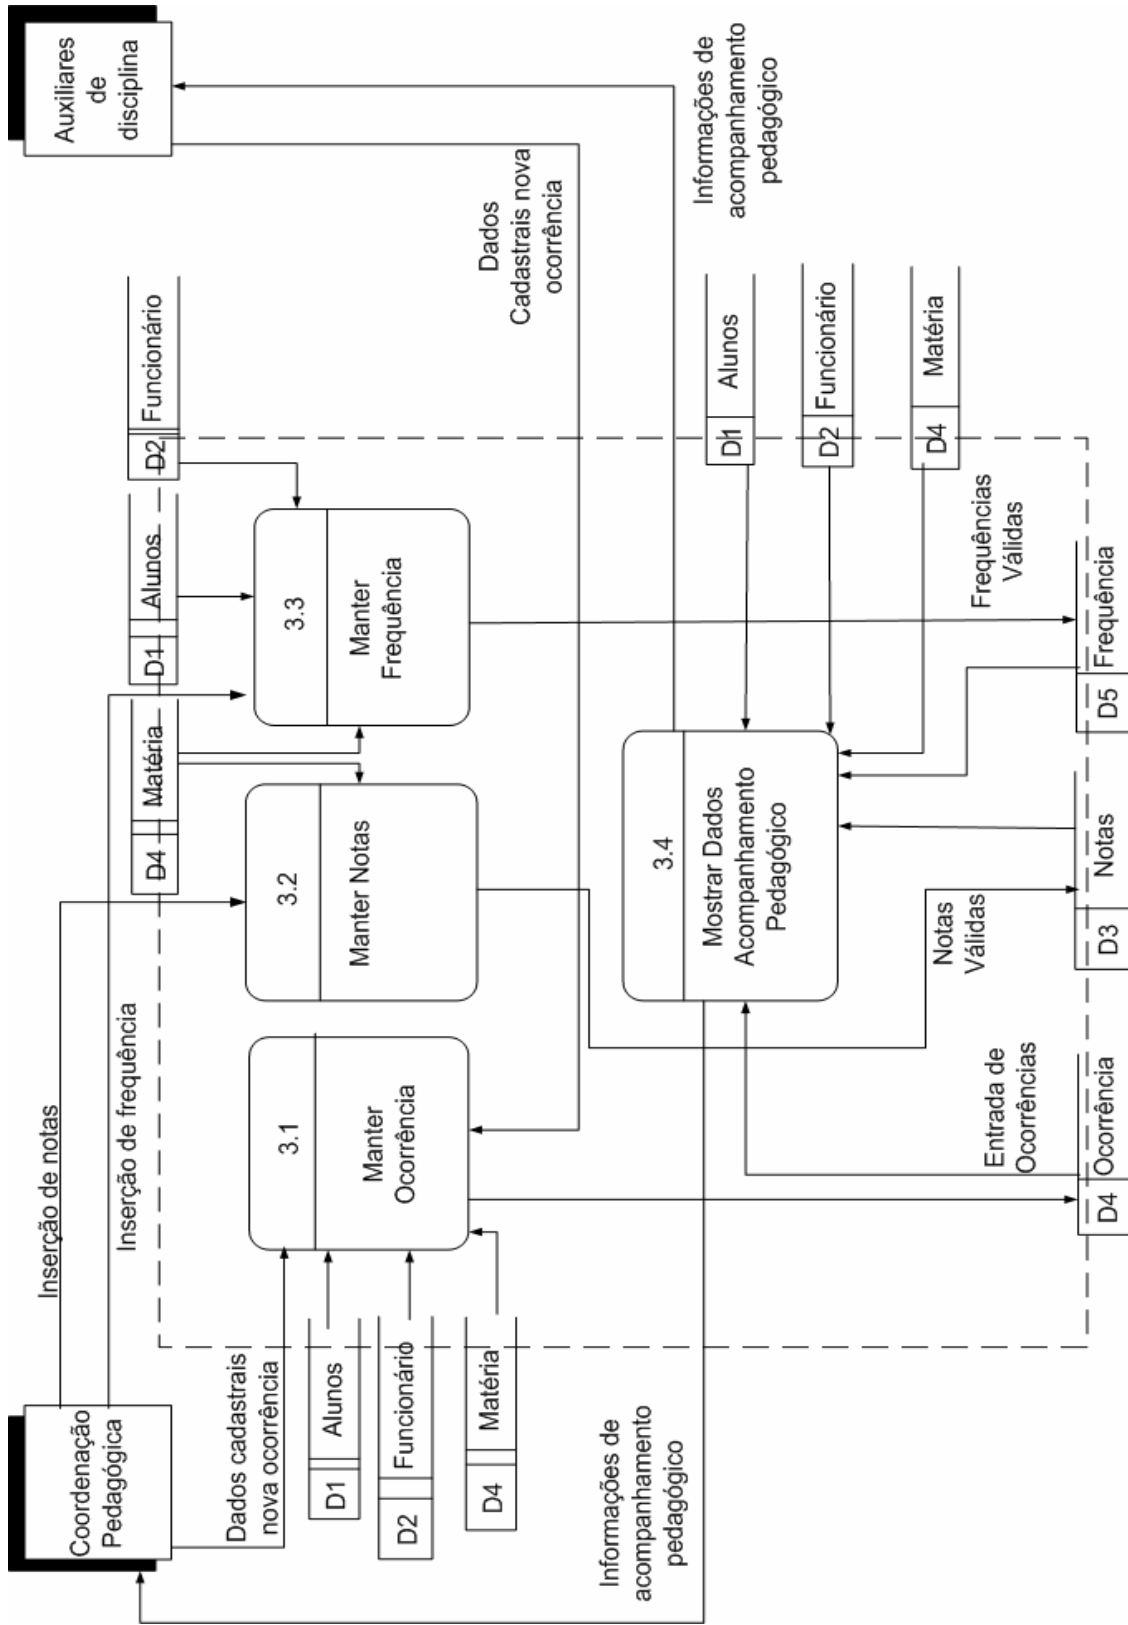 Coordenação
Pedagógica
Inserção de notas
Inserção de frequência
Auxiliares
de
disciplina
D4
Matéria
D1
Alunos
D2
Funcionário
Dados cadastrais
nova ocorrência
3.1
Manter
Ocorrência
3.2
Manter Notas
3.3
Manter
Frequência
D1
Alunos
D2
Funcionário
D4
Matéria
Dados
Cadastrais nova
ocorrência
Informações de
acompanhamento
pedagógico
3.4
Mostrar Dados
Acompanhamento
Pedagógico
Informações de
acompanhamento
pedagógico
D1
Alunos
D2
Funcionário
D4
Matéria
Entrada de
Ocorrências
Notas
Válidas
Frequências
Válidas
D4
Ocorrência
D3
Notas
D5
Frequência